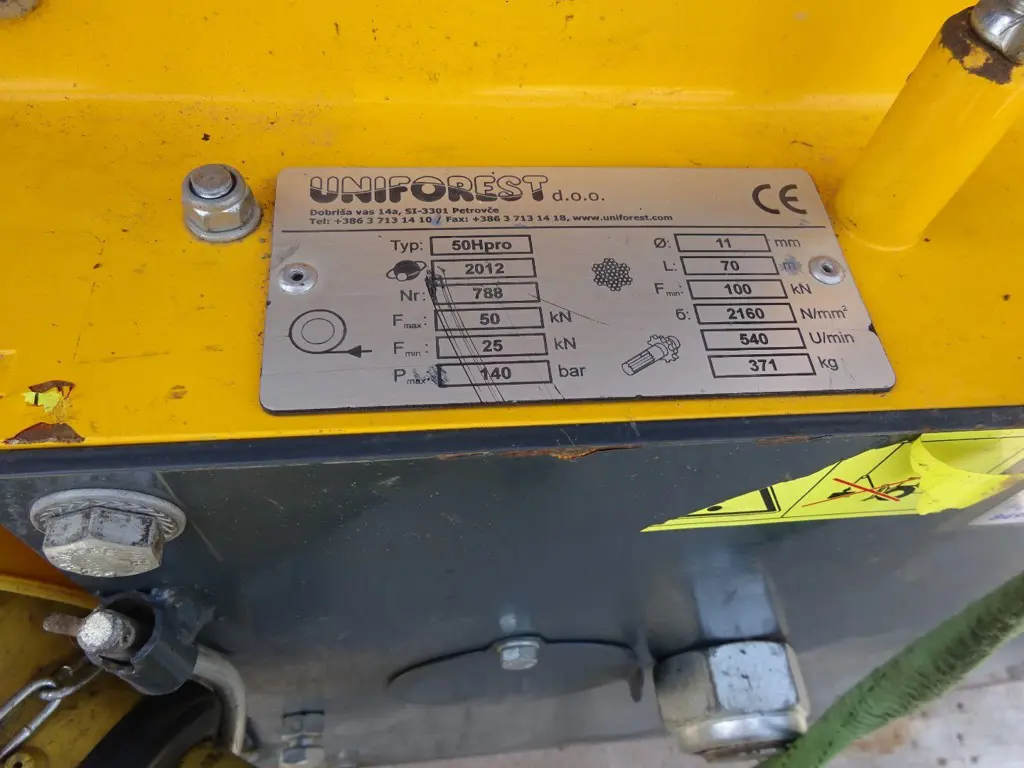 UNIFOREST d.o.o.
Dobriša vas 14a, SI-3301 Petrovče
Tel: +386 3 713 14 10 / Fax: +386 3 713 14 18, www.uniforest.com
CE
Typ: 50Hpro
2012
Nr: 788
Fmax: 50 kN
Fmin: 25 kN
Pmax: 140 bar
Ø: 11 mm
L: 70 m
Fmin: 100 kN
б: 2160 N/mm²
540 U/min
371 kg